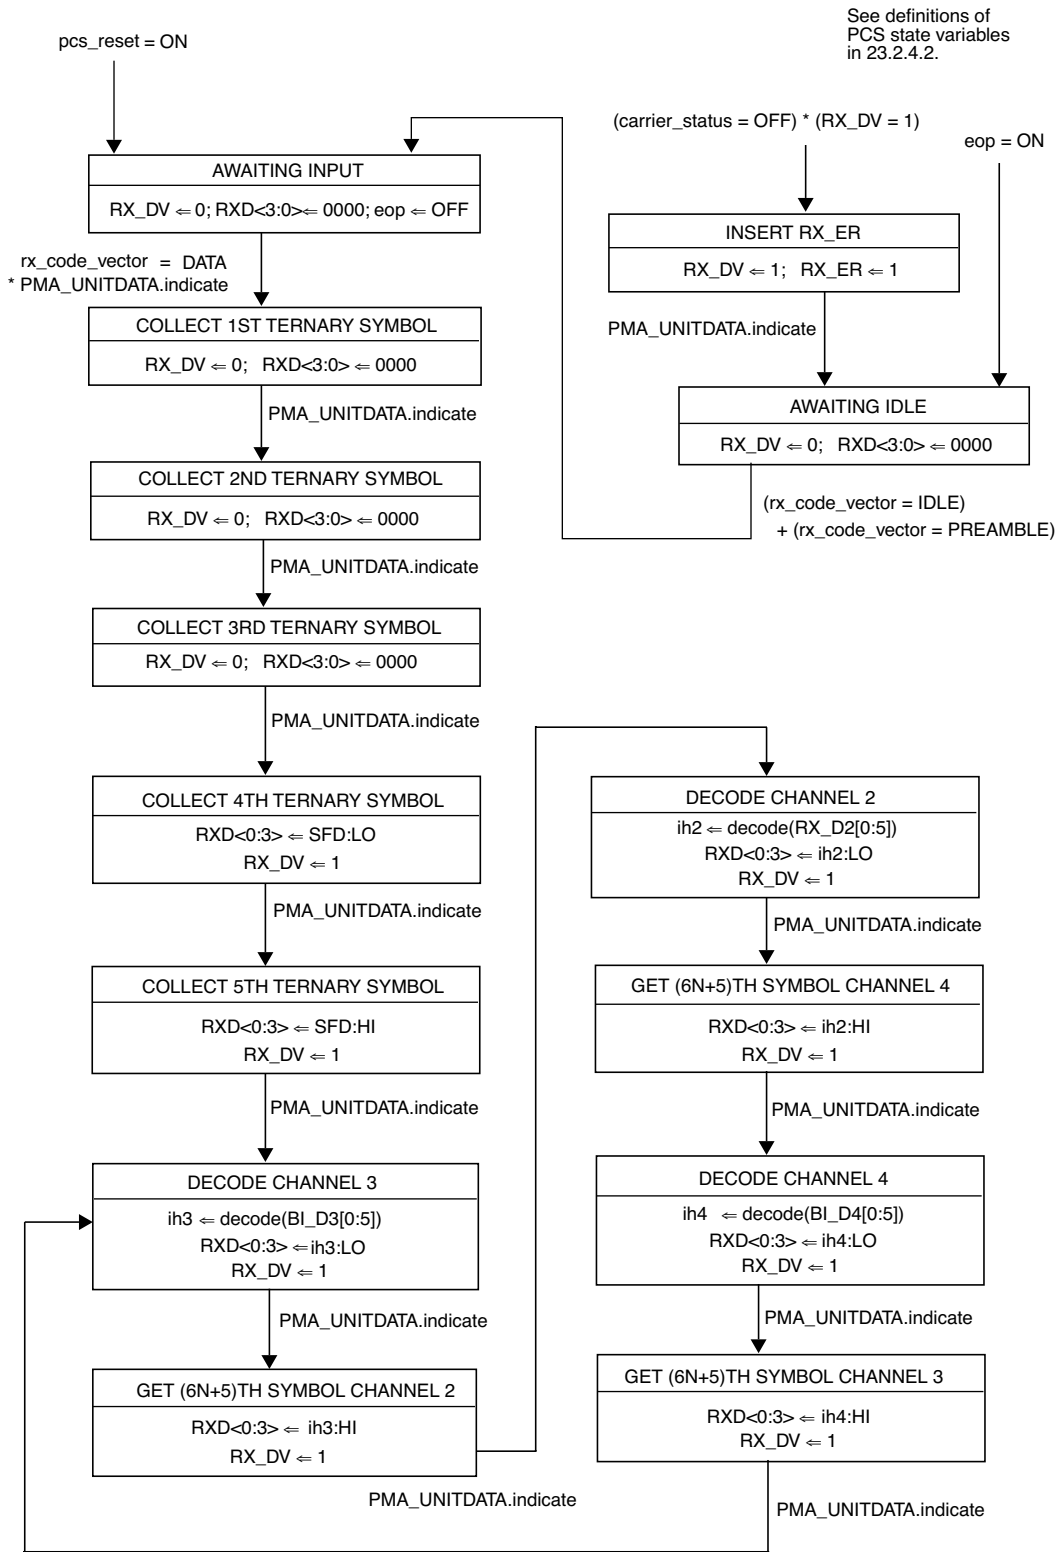 See definitions of
PCS state variables
in 23.2.4.2.
pcs_reset = ON
(carrier_status = OFF) * (RX_DV = 1)
eop = ON
AWAITING INPUT
RX_DV ⇐ 0; RXD<3:0>⇐ 0000; eop ⇐ OFF
rx_code_vector = DATA
* PMA_UNITDATA.indicate
COLLECT 1ST TERNARY SYMBOL
RX_DV ⇐ 0; RXD<3:0> ⇐ 0000
PMA_UNITDATA.indicate
COLLECT 2ND TERNARY SYMBOL
RX_DV ⇐ 0; RXD<3:0> ⇐ 0000
PMA_UNITDATA.indicate
COLLECT 3RD TERNARY SYMBOL
RX_DV ⇐ 0; RXD<3:0> ⇐ 0000
PMA_UNITDATA.indicate
COLLECT 4TH TERNARY SYMBOL
RXD<0:3> ⇐ SFD:LO
RX_DV ⇐ 1
PMA_UNITDATA.indicate
COLLECT 5TH TERNARY SYMBOL
RXD<0:3> ⇐ SFD:HI
RX_DV ⇐ 1
PMA_UNITDATA.indicate
DECODE CHANNEL 3
ih3 ⇐ decode(BI_D3[0:5])
RXD<0:3> ⇐ih3:LO
RX_DV ⇐ 1
PMA_UNITDATA.indicate
GET (6N+5)TH SYMBOL CHANNEL 2
RXD<0:3> ⇐ ih3:HI
RX_DV ⇐ 1
PMA_UNITDATA.indicate
INSERT RX_ER
RX_DV ⇐ 1; RX_ER ⇐ 1
PMA_UNITDATA.indicate
AWAITING IDLE
RX_DV ⇐ 0; RXD<3:0> ⇐ 0000
(rx_code_vector = IDLE)
+ (rx_code_vector = PREAMBLE)
DECODE CHANNEL 2
ih2 ⇐ decode(RX_D2[0:5])
RXD<0:3> ⇐ ih2:LO
RX_DV ⇐ 1
PMA_UNITDATA.indicate
GET (6N+5)TH SYMBOL CHANNEL 4
RXD<0:3> ⇐ ih2:HI
RX_DV ⇐ 1
PMA_UNITDATA.indicate
DECODE CHANNEL 4
ih4 ⇐ decode(BI_D4[0:5])
RXD<0:3> ⇐ ih4:LO
RX_DV ⇐ 1
PMA_UNITDATA.indicate
GET (6N+5)TH SYMBOL CHANNEL 3
RXD<0:3> ⇐ ih4:HI
RX_DV ⇐ 1
PMA_UNITDATA.indicate